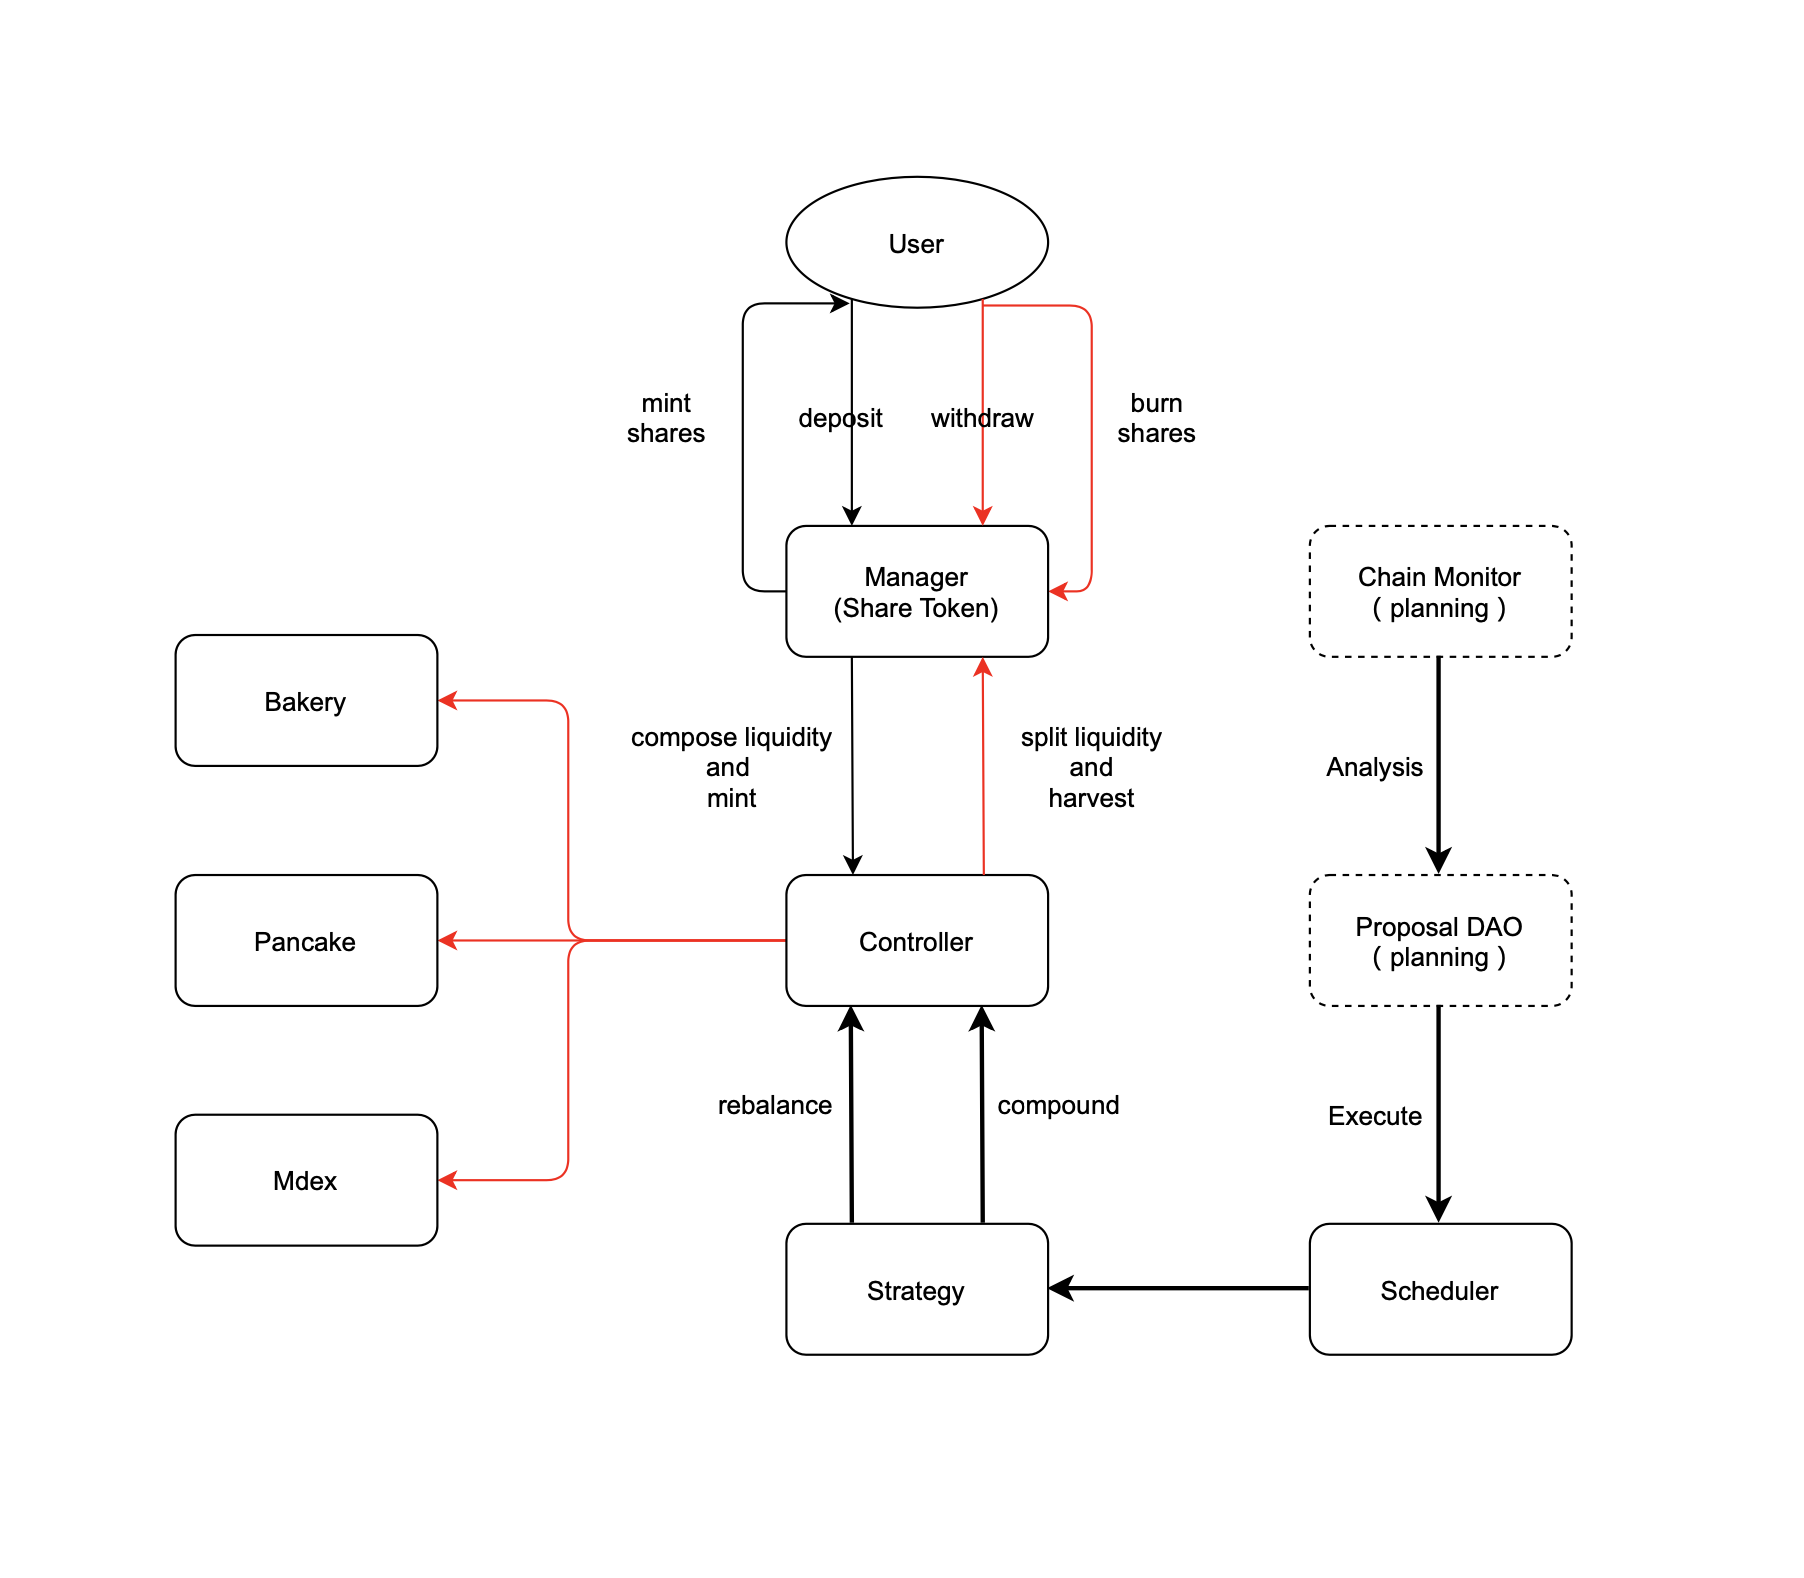 User
mint
shares
deposit
withdraw
burn
shares
Manager
(Share Token)
Chain Monitor
( planning )
Bakery
compose liquidity
and
mint
split liquidity
and
harvest
Analysis
Pancake
Controller
Proposal DAO
( planning )
rebalance
compound
Execute
Mdex
Strategy
Scheduler